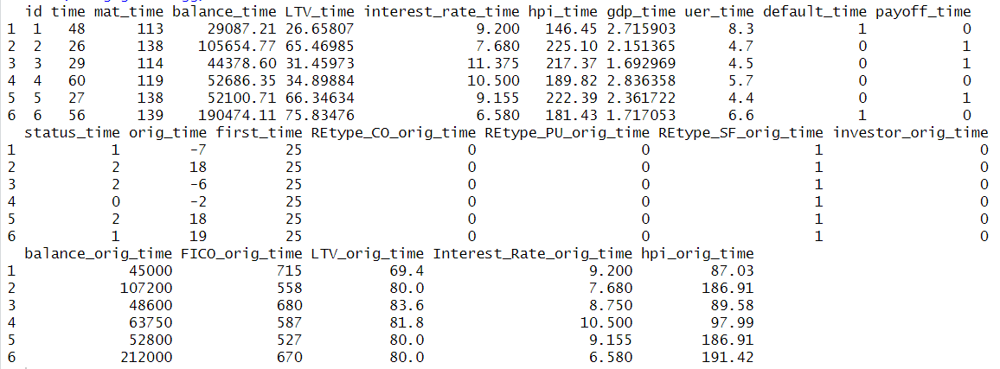 id time mat_time balance_time LTV_time interest_rate_time hpi_time gdp_time uer_time default_time payoff_time
1 1 48 113 29087.21 26.65807 9.200 146.45 2.715903 8.3 1 0
2 2 26 138 105654.77 65.46985 7.680 225.10 2.151365 4.7 0 1
3 3 29 114 44378.60 31.45973 11.375 217.37 1.692969 4.5 0 1
4 4 60 119 52686.35 34.89884 10.500 189.82 2.836358 5.7 0 0
5 5 27 138 52100.71 66.34634 9.155 222.39 2.361722 4.4 0 1
6 6 56 139 190474.11 75.83476 6.580 181.43 1.717053 6.6 1 0
status_time orig_time first_time REtype_CO_orig_time REtype_PU_orig_time REtype_SF_orig_time investor_orig_time
1 1 -7 25 0 0 1 0
2 2 18 25 0 0 1 0
3 2 -6 25 0 0 1 0
4 0 -2 25 0 0 1 0
5 2 18 25 0 0 1 0
6 1 19 25 0 0 1 0
balance_orig_time FICO_orig_time LTV_orig_time Interest_Rate_orig_time hpi_orig_time
1 45000 715 69.4 9.200 87.03
2 107200 558 80.0 7.680 186.91
3 48600 680 83.6 8.750 89.58
4 63750 587 81.8 10.500 97.99
5 52800 527 80.0 9.155 186.91
6 212000 670 80.0 6.580 191.42